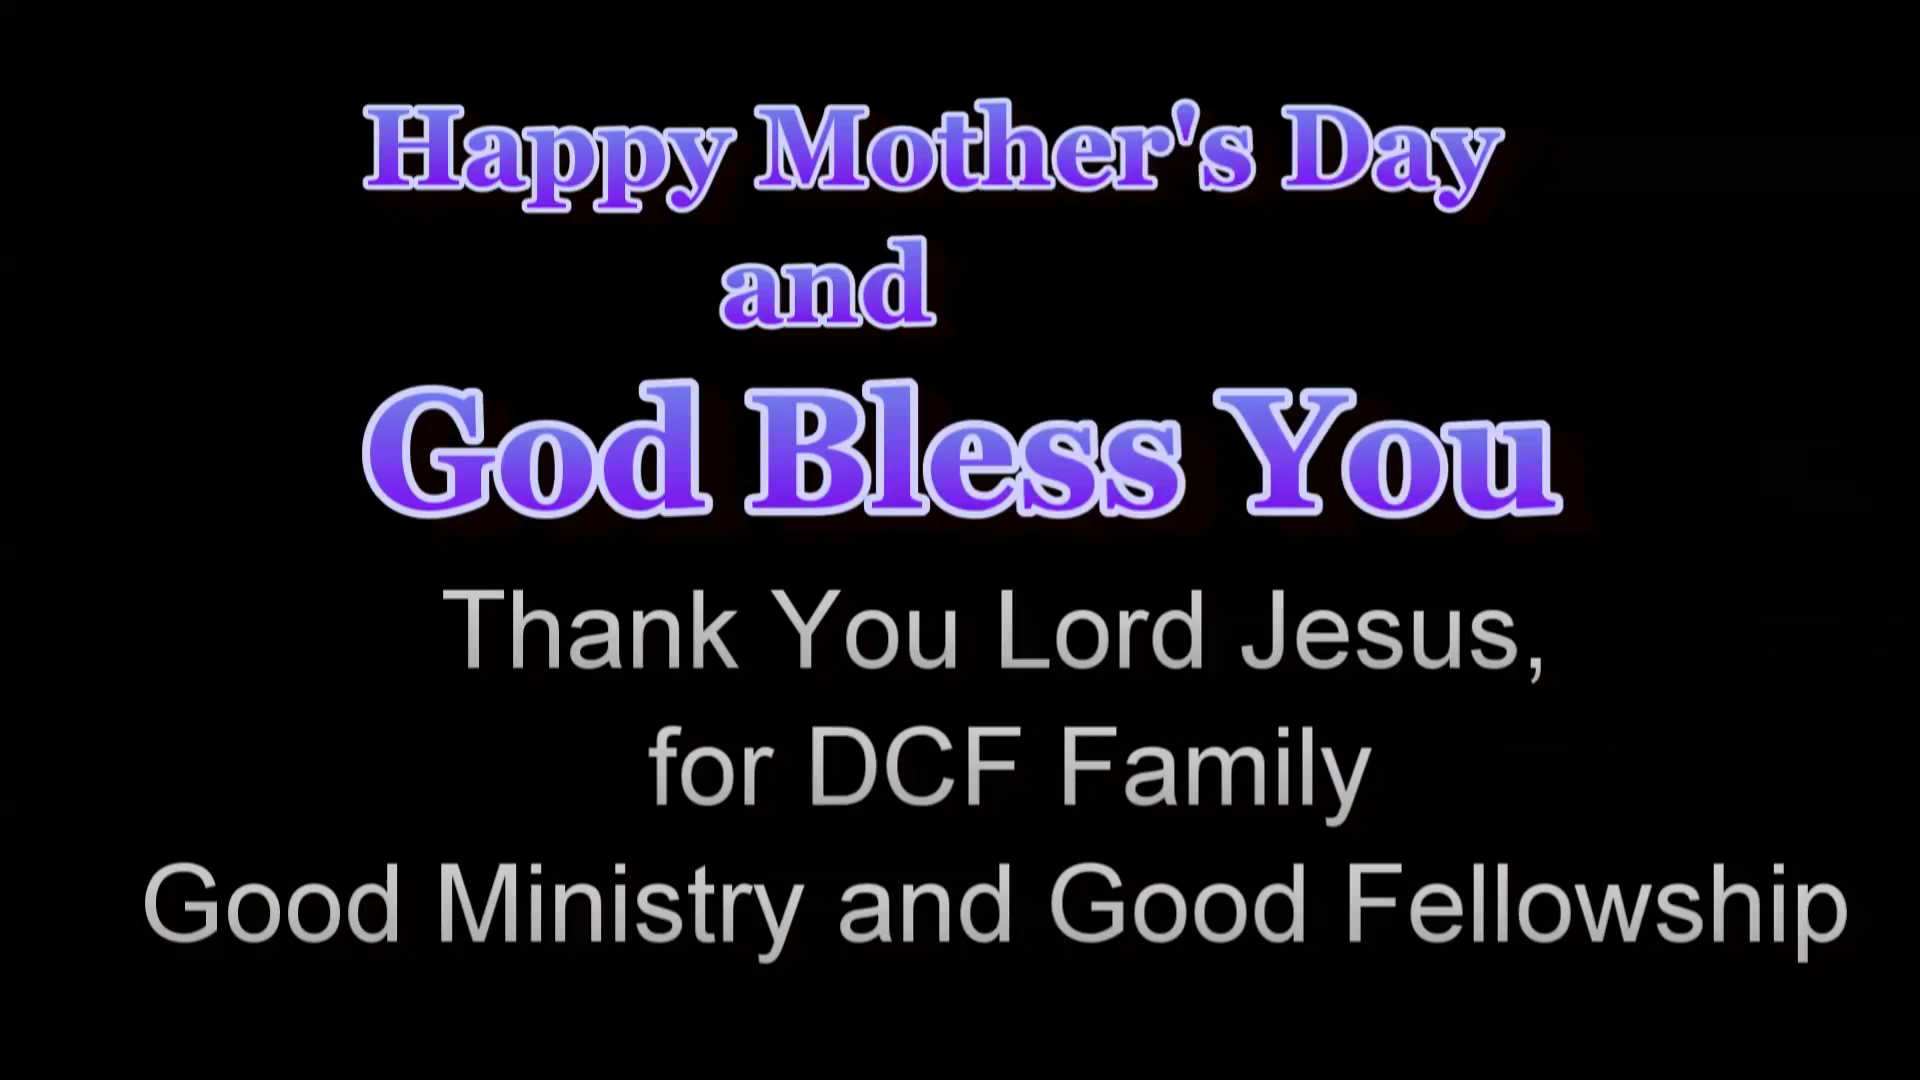 Happy Mother's Day
and
God Bless You
Thank You Lord Jesus,
for DCF Family
Good Ministry and Good Fellowship